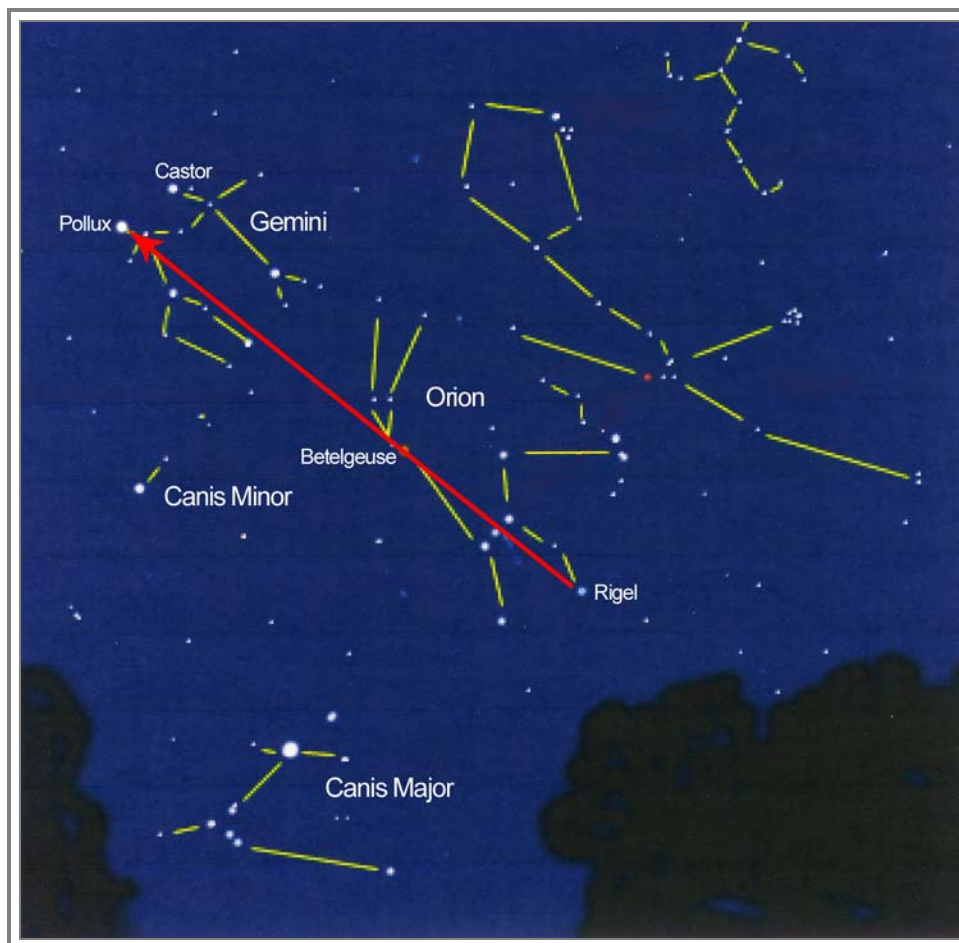 Castor
Pollux
Gemini
Orion
Betelgeuse
Canis Minor
Rigel
Canis Major